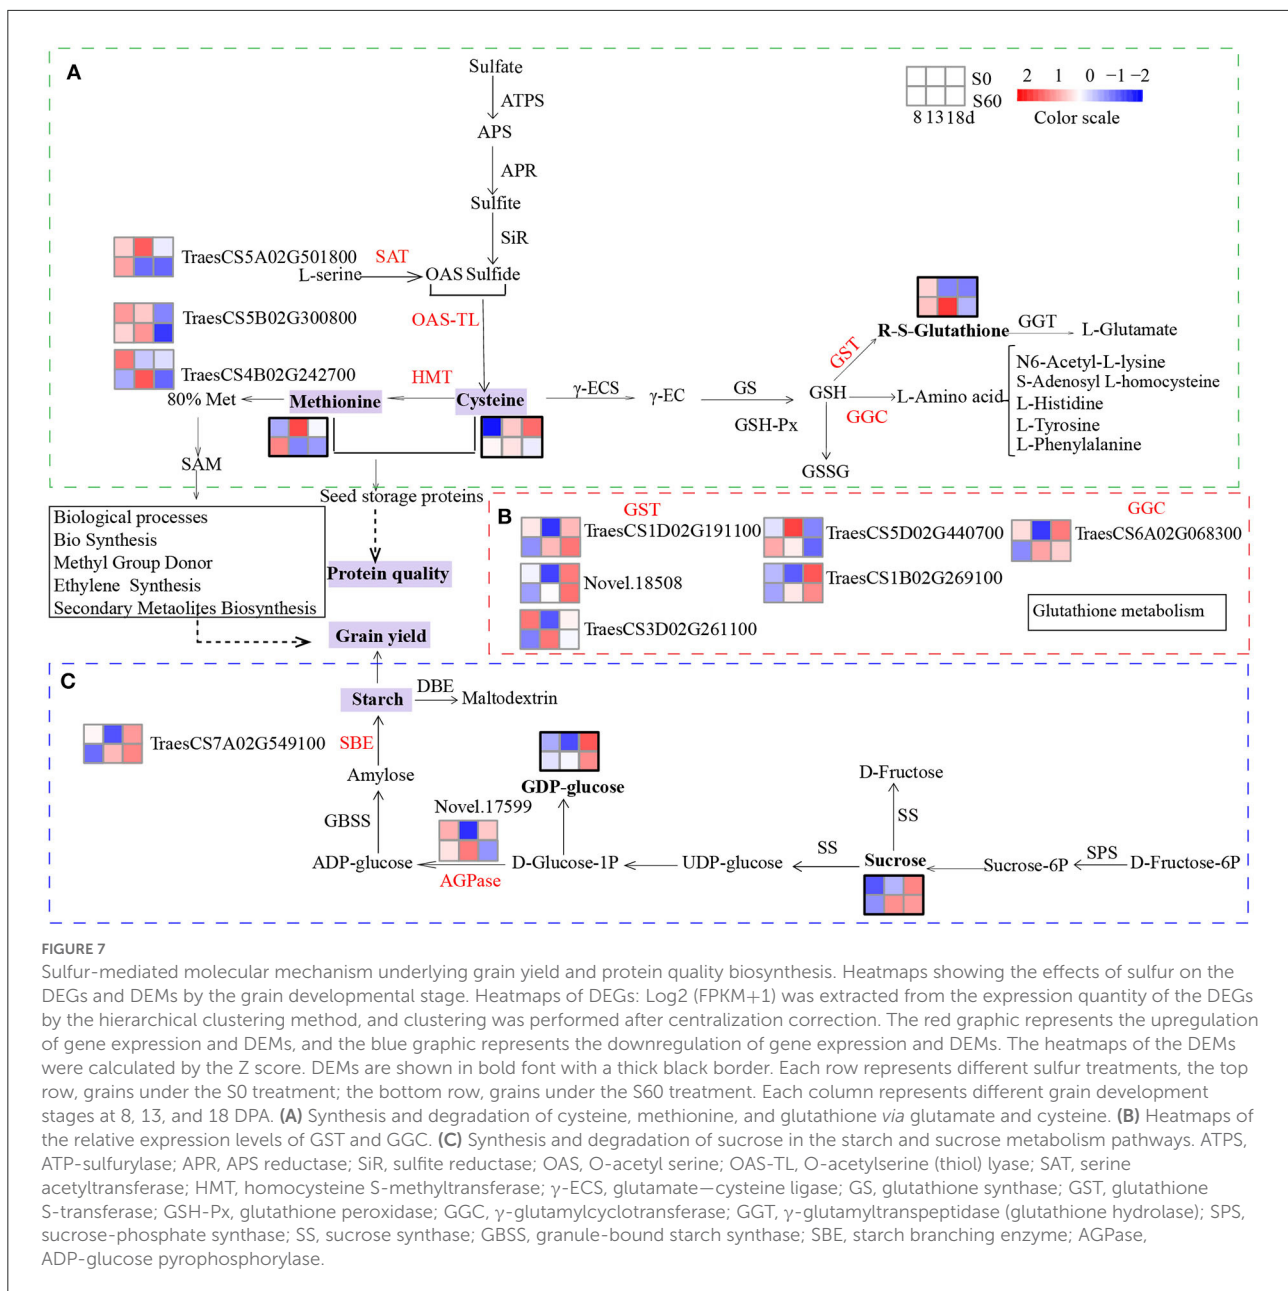 A
Sulfate
ATPS
APS
APR
Sulfite
SiR
S0
S60
8 13 18d
2 1 0 −1 −2
Color scale
TraesCS5A02G501800
SAT
L-serine
OAS Sulfide
TraesCS5B02G300800
OAS-TL
TraesCS4B02G242700
HMT
80% Met
Methionine
Cysteine
γ-ECS
γ-EC
GS
GSH-Px
GSH
GST
GGC
R-S-Glutathione
GGT
L-Glutamate
L-Amino acid
N6-Acetyl-L-lysine
S-Adenosyl L-homocysteine
L-Histidine
L-Tyrosine
L-Phenylalanine
GSSG
SAM
Seed storage proteins
Biological processes
Bio Synthesis
Methyl Group Donor
Ethylene Synthesis
Secondary Metaolites Biosynthesis
Protein quality
Grain yield
B
GST
GGC
TraesCS1D02G191100
TraesCS5D02G440700
TraesCS6A02G068300
Novel.18508
TraesCS1B02G269100
TraesCS3D02G261100
Glutathione metabolism
C
Starch
DBE
Maltodextrin
TraesCS7A02G549100
SBE
Amylose
GBSS
ADP-glucose
Novel.17599
AGPase
GDP-glucose
D-Glucose-1P
UDP-glucose
SS
D-Fructose
SS
Sucrose
Sucrose-6P
SPS
D-Fructose-6P
FIGURE 7
Sulfur-mediated molecular mechanism underlying grain yield and protein quality biosynthesis. Heatmaps showing the effects of sulfur on the
DEGs and DEMs by the grain developmental stage. Heatmaps of DEGs: Log2 (FPKM+1) was extracted from the expression quantity of the DEGs
by the hierarchical clustering method, and clustering was performed after centralization correction. The red graphic represents the upregulation
of gene expression and DEMs, and the blue graphic represents the downregulation of gene expression and DEMs. The heatmaps of the DEMs
were calculated by the Z score. DEMs are shown in bold font with a thick black border. Each row represents different sulfur treatments, the top
row, grains under the S0 treatment; the bottom row, grains under the S60 treatment. Each column represents different grain development
stages at 8, 13, and 18 DPA. (A) Synthesis and degradation of cysteine, methionine, and glutathione via glutamate and cysteine. (B) Heatmaps of
the relative expression levels of GST and GGC. (C) Synthesis and degradation of sucrose in the starch and sucrose metabolism pathways. ATPS,
ATP-sulfurylase; APR, APS reductase; SiR, sulfite reductase; OAS, O-acetyl serine; OAS-TL, O-acetylserine (thiol) lyase; SAT, serine
acetyltransferase; HMT, homocysteine S-methyltransferase; γ-ECS, glutamate—cysteine ligase; GS, glutathione synthase; GST, glutathione
S-transferase; GSH-Px, glutathione peroxidase; GGC, γ-glutamylcyclotransferase; GGT, γ-glutamyltranspeptidase (glutathione hydrolase); SPS,
sucrose-phosphate synthase; SS, sucrose synthase; GBSS, granule-bound starch synthase; SBE, starch branching enzyme; AGPase,
ADP-glucose pyrophosphorylase.